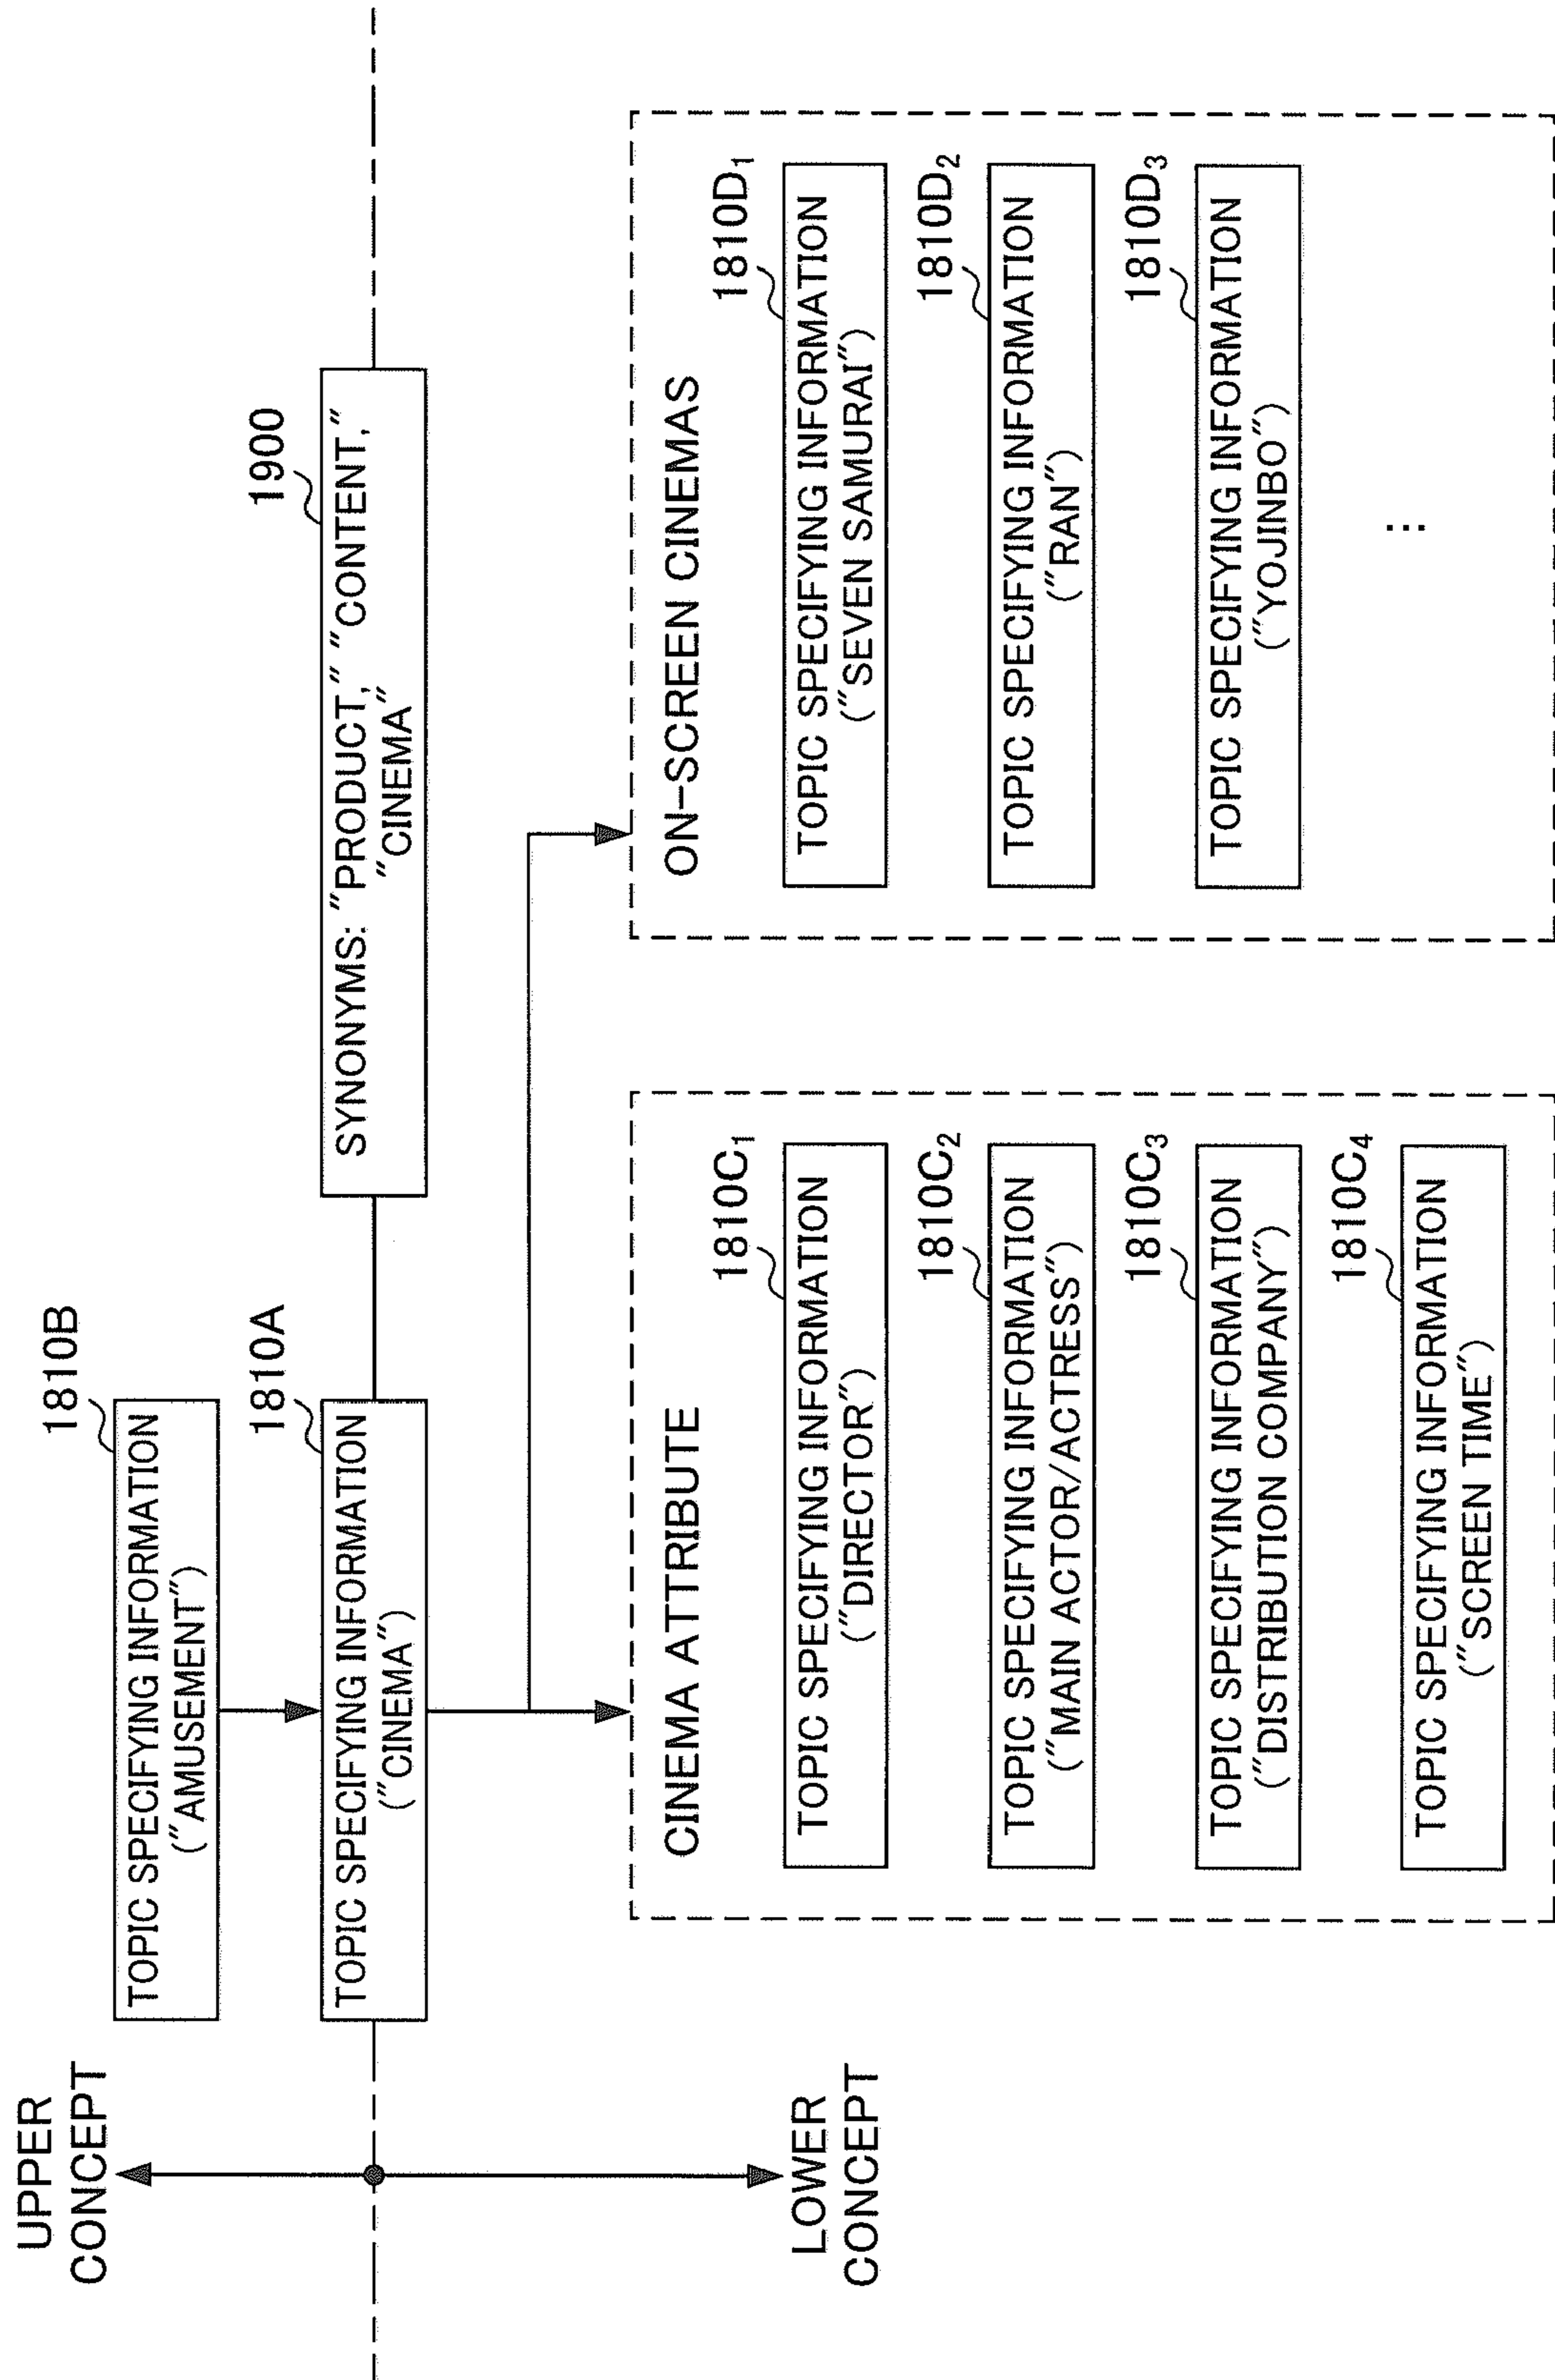 UPPER
CONCEPT
LOWER
CONCEPT
1810B
TOPIC SPECIFYING INFORMATION
("AMUSEMENT")
1810A
TOPIC SPECIFYING INFORMATION
("CINEMA")
1900
SYNONYMS: "PRODUCT," "CONTENT,"
"CINEMA"
CINEMA ATTRIBUTE
1810C₁
TOPIC SPECIFYING INFORMATION
("DIRECTOR")
1810C₂
TOPIC SPECIFYING INFORMATION
("MAIN ACTOR/ACTRESS")
1810C₃
TOPIC SPECIFYING INFORMATION
("DISTRIBUTION COMPANY")
1810C₄
TOPIC SPECIFYING INFORMATION
("SCREEN TIME")
ON-SCREEN CINEMAS
1810D₁
TOPIC SPECIFYING INFORMATION
("SEVEN SAMURAI")
1810D₂
TOPIC SPECIFYING INFORMATION
("RAN")
1810D₃
TOPIC SPECIFYING INFORMATION
("YOJINBO")
...